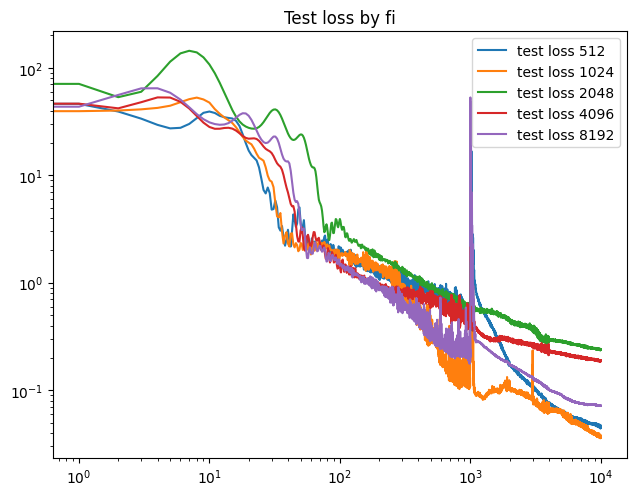 Test loss by fi
test loss 512
test loss 1024
test loss 2048
test loss 4096
test loss 8192
10²
10¹
10⁰
10⁻¹
10⁰ 10¹ 10² 10³ 10⁴